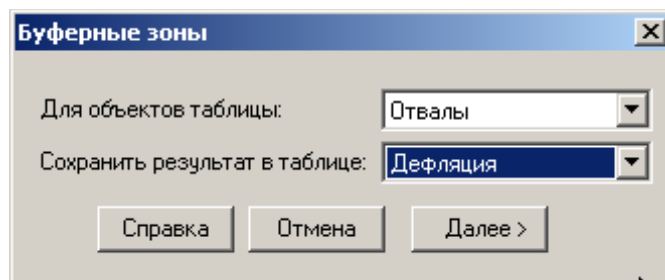 Буферные зоны
Для объектов таблицы: Отвалы
Сохранить результат в таблице: Дефляция
Справка Отмена Далее >